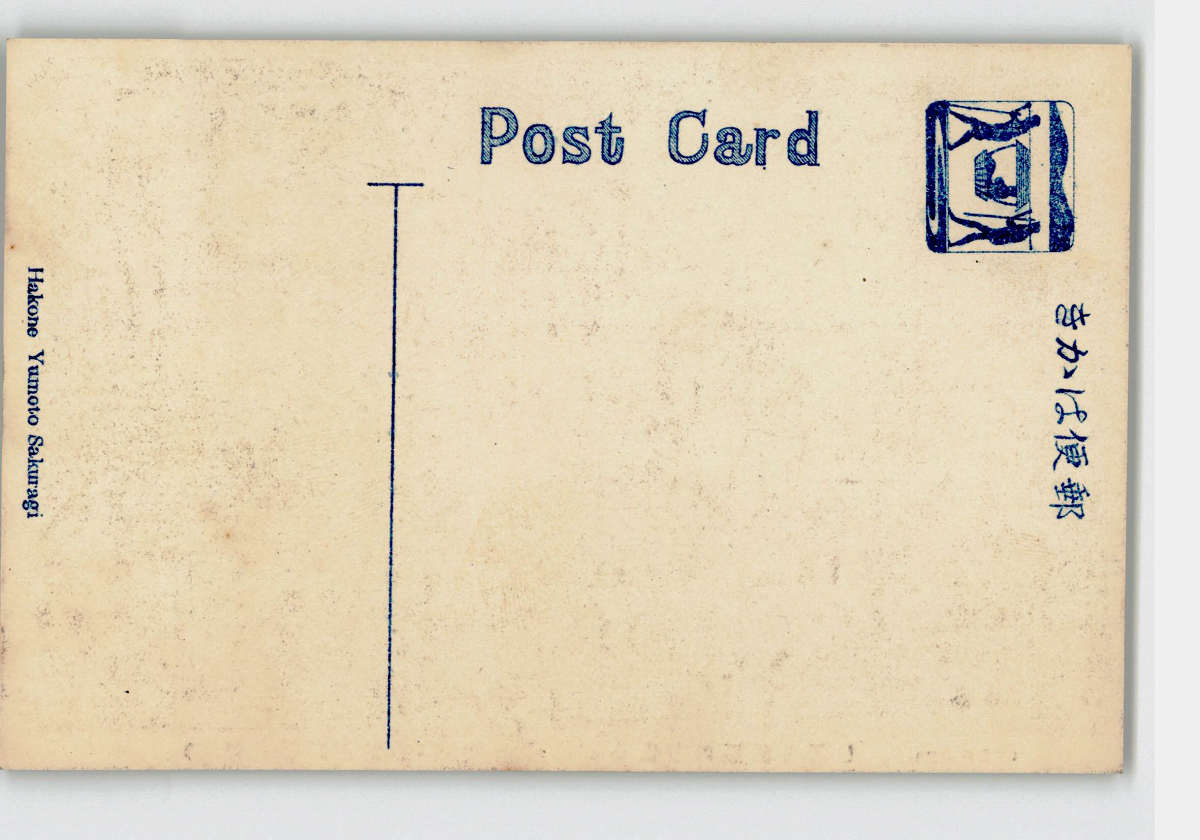 Post Card
きかは便郵
Hakone Yumoto Sakuragi